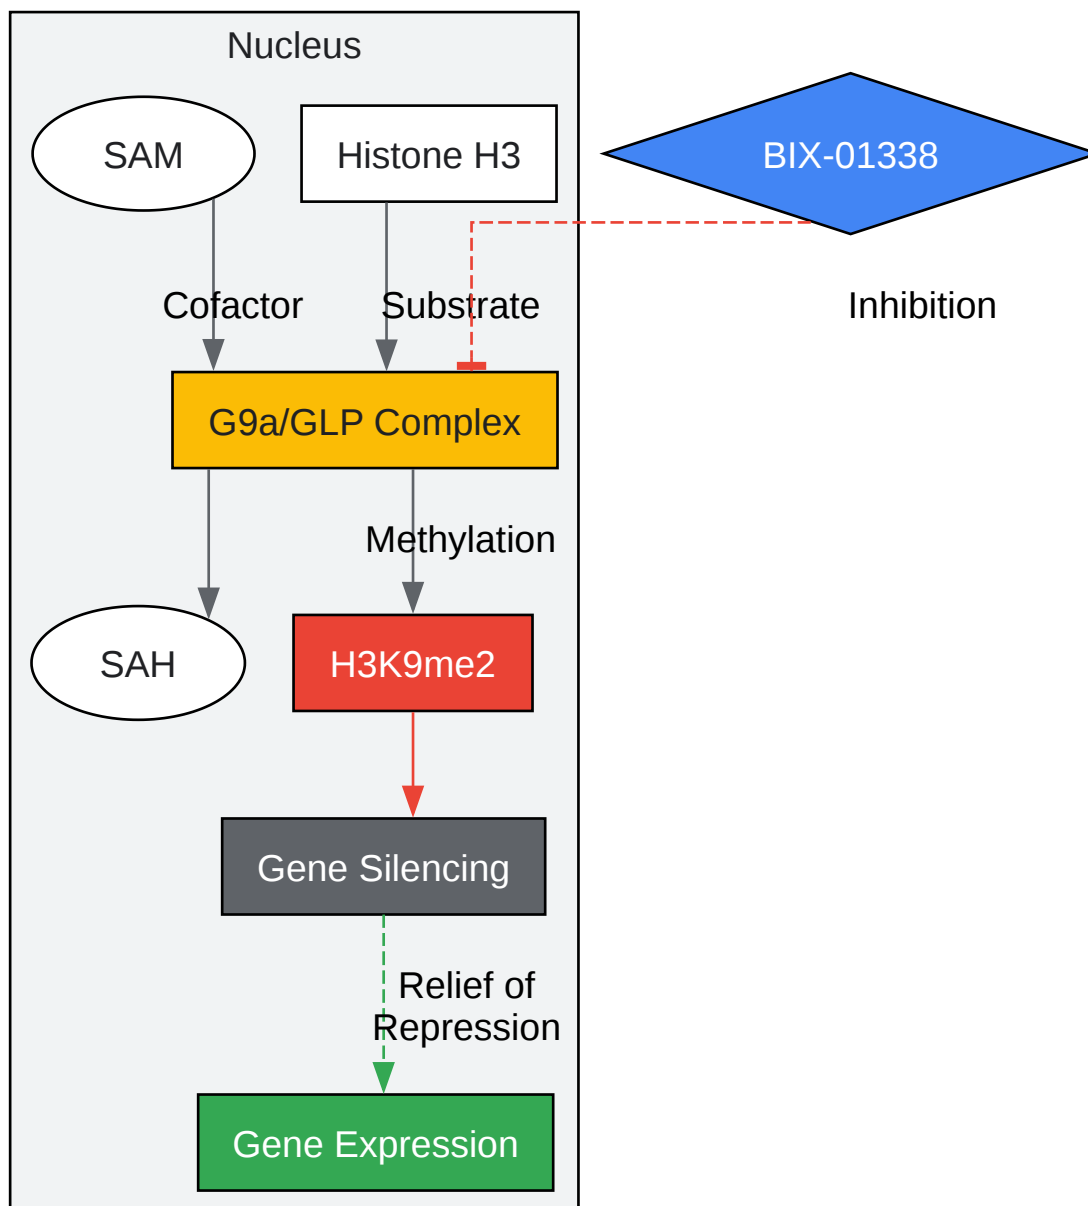 Nucleus
SAM
Histone H3
BIX-01338
Cofactor
Substrate
Inhibition
G9a/GLP Complex
Methylation
SAH
H3K9me2
Gene Silencing
Relief of
Repression
Gene Expression